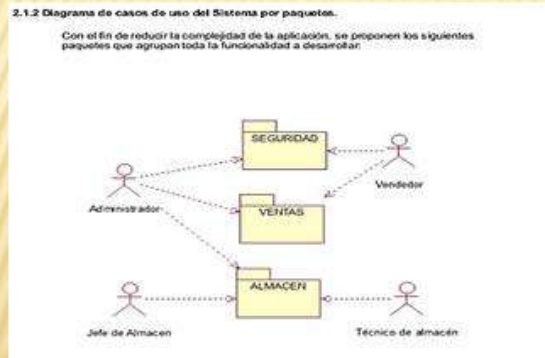 2.1.2 Diagrama de casos de uso del Sistema por paquetes.
Con el fin de reducir la complejidad de la aplicación, se proponen los siguientes
paquetes que agrupan toda la funcionalidad a desarrollar:
SEGURIDAD
Vendedor
Administrador
VENTAS
ALMACEN
Jefe de Almacen
Técnico de almacén